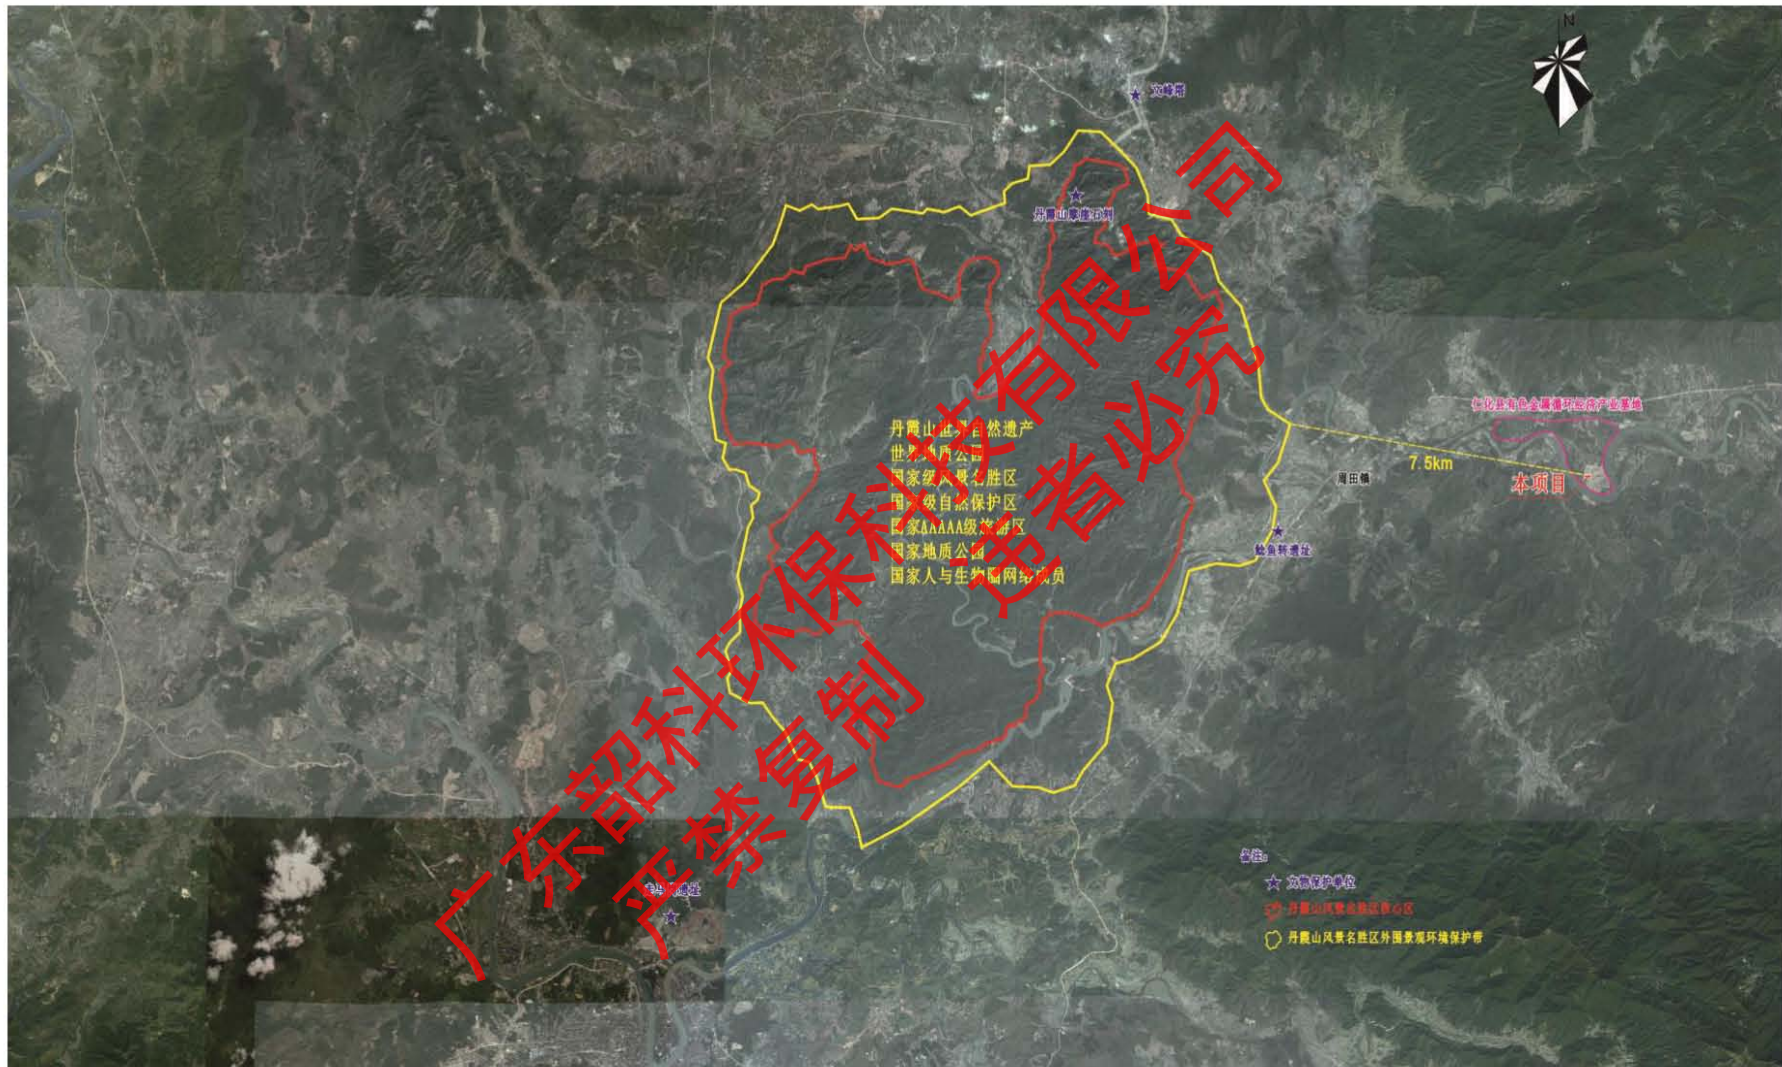 N
文峰塔
丹霞山摩崖石刻
仁化县有色金属循环经济产业基地
丹霞山世界自然遗产
世界地质公园
国家级风景名胜区
国家级自然保护区
国家AAAAA级旅游区
国家地质公园
国家人与生物圈网络成员
7.5km
周田镇
本项目
鲶鱼转遗址
备注:
文物保护单位
丹霞山风景名胜区核心区
丹霞山风景名胜区外围景观环境保护带
广东韶科环保科技有限公司
严禁复制 违者必究